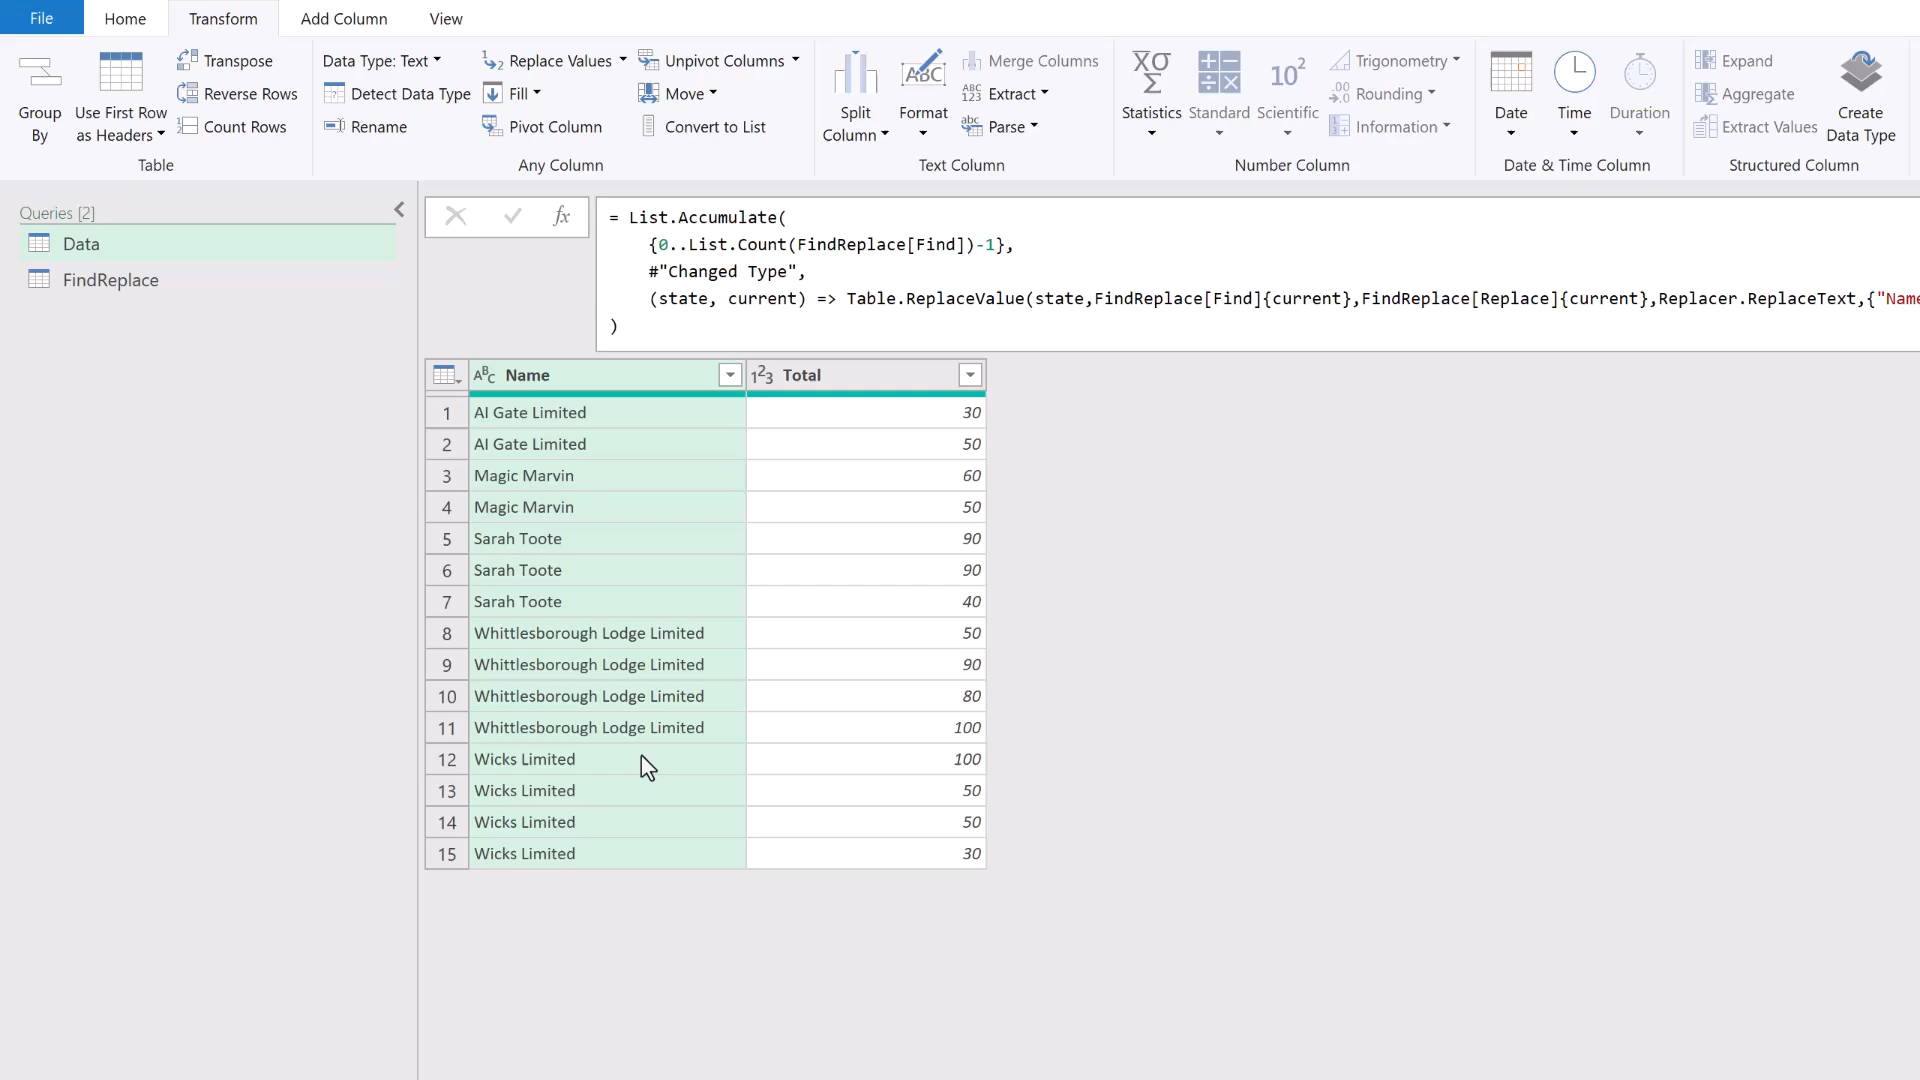 File Home Transform Add Column View
Group By
Use First Row as Headers
Transpose
Reverse Rows
Count Rows
Table
Data Type: Text
Detect Data Type
Rename
Replace Values
Fill
Pivot Column
Unpivot Columns
Move
Convert to List
Any Column
Split Column
Format
Merge Columns
Extract
Parse
Text Column
Statistics
Standard
Scientific
Trigonometry
Rounding
Information
Number Column
Date
Time
Duration
Date & Time Column
Expand
Aggregate
Extract Values
Create Data Type
Structured Column
Queries [2]
Data
FindReplace
fx
= List.Accumulate(
{0..List.Count(FindReplace[Find])-1},
#"Changed Type",
(state, current) => Table.ReplaceValue(state,FindReplace[Find]{current},FindReplace[Replace]{current},Replacer.ReplaceText,{"Name
)
ABC Name 123 Total
1 AI Gate Limited 30
2 AI Gate Limited 50
3 Magic Marvin 60
4 Magic Marvin 50
5 Sarah Toote 90
6 Sarah Toote 90
7 Sarah Toote 40
8 Whittlesborough Lodge Limited 50
9 Whittlesborough Lodge Limited 90
10 Whittlesborough Lodge Limited 80
11 Whittlesborough Lodge Limited 100
12 Wicks Limited 100
13 Wicks Limited 50
14 Wicks Limited 50
15 Wicks Limited 30